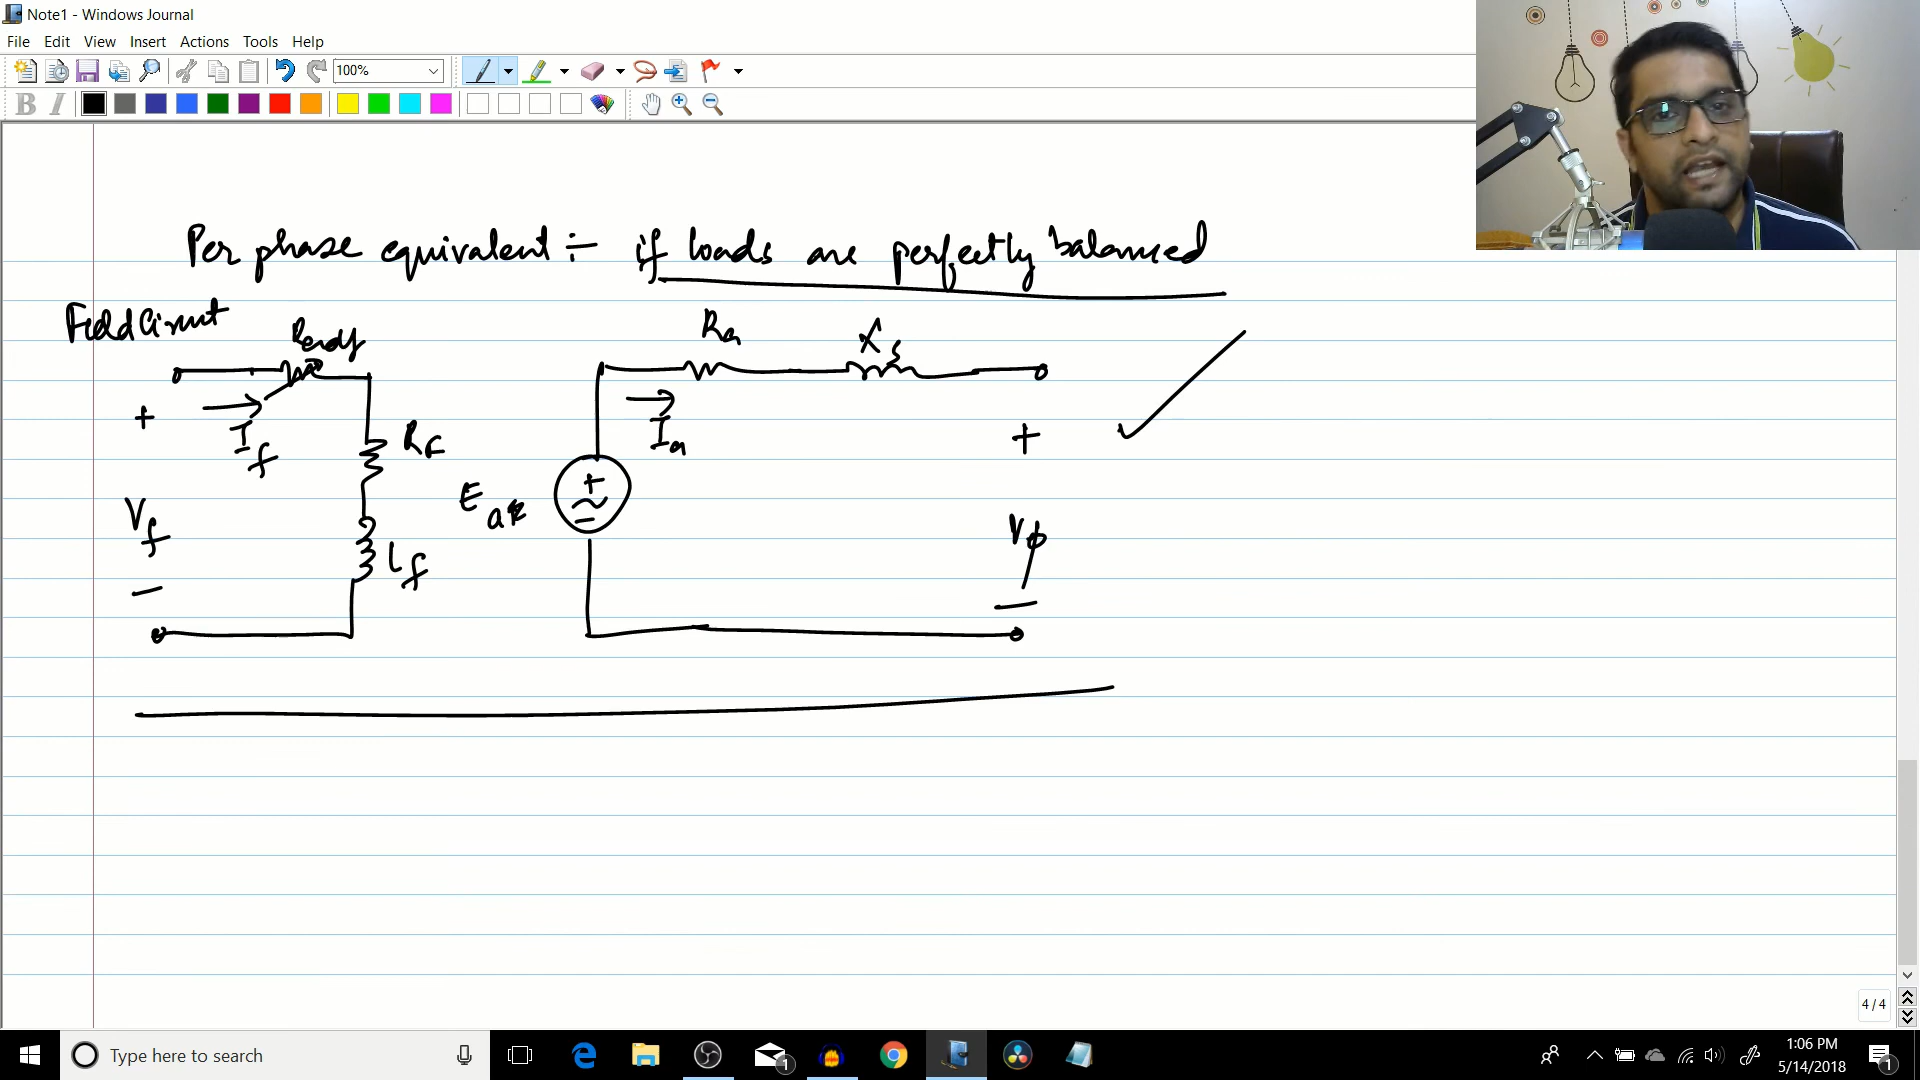 Note1 - Windows Journal
File Edit View Insert Actions Tools Help
100%
B I
Per phase equivalent :- if loads are perfectly balanced
Field Circuit
Ra
Xs
+
If
RF
Ia
+
Vf
Ea
+
-
Vφ
Lf
-
-
4 / 4
Type here to search
1
1:06 PM
5/14/2018
1